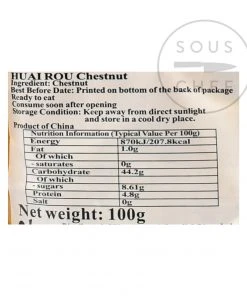 SOUS
CHEF
HUAI ROU Chestnut
Ingredient: Chestnut
Best Before Date: Printed on bottom of the back of package
Ready to eat
Consume soon after opening
Storage Condition: Keep away from direct sunlight
and store in a cool dry place.
Product of China
Nutrition Information (Typical Value Per 100g)
Energy 870kJ/207.8kcal
Fat 1.0g
Of which
- saturates 0g
Carbohydrate 44.2g
Of which
- sugars 8.61g
Protein 4.8g
Salt 0g
Net weight: 100g